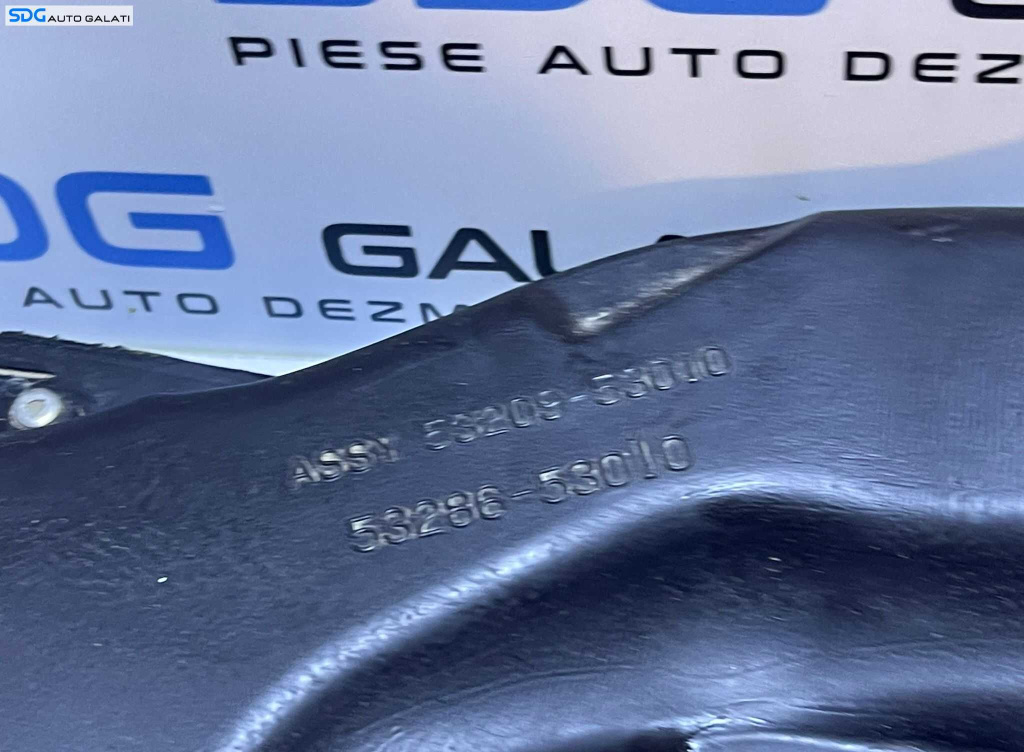 SDG AUTO GALATI
PIESE AUTO DEZ
DG
GAL
AUTO DEZM
ASSY 53209-53010
53286-53010